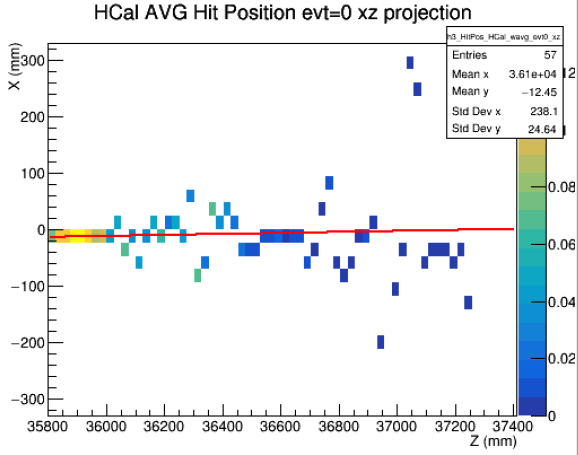 HCal AVG Hit Position evt=0 xz projection
h3_HitPos_HCal_wavg_evt0_xz
Entries 57
Mean x 3.61e+04
Mean y −12.45
Std Dev x 238.1
Std Dev y 24.64
X (mm)
300
200
100
0
−100
−200
−300
35800 36000 36200 36400 36600 36800 37000 37200 37400
Z (mm)
0.08
0.06
0.04
0.02
0